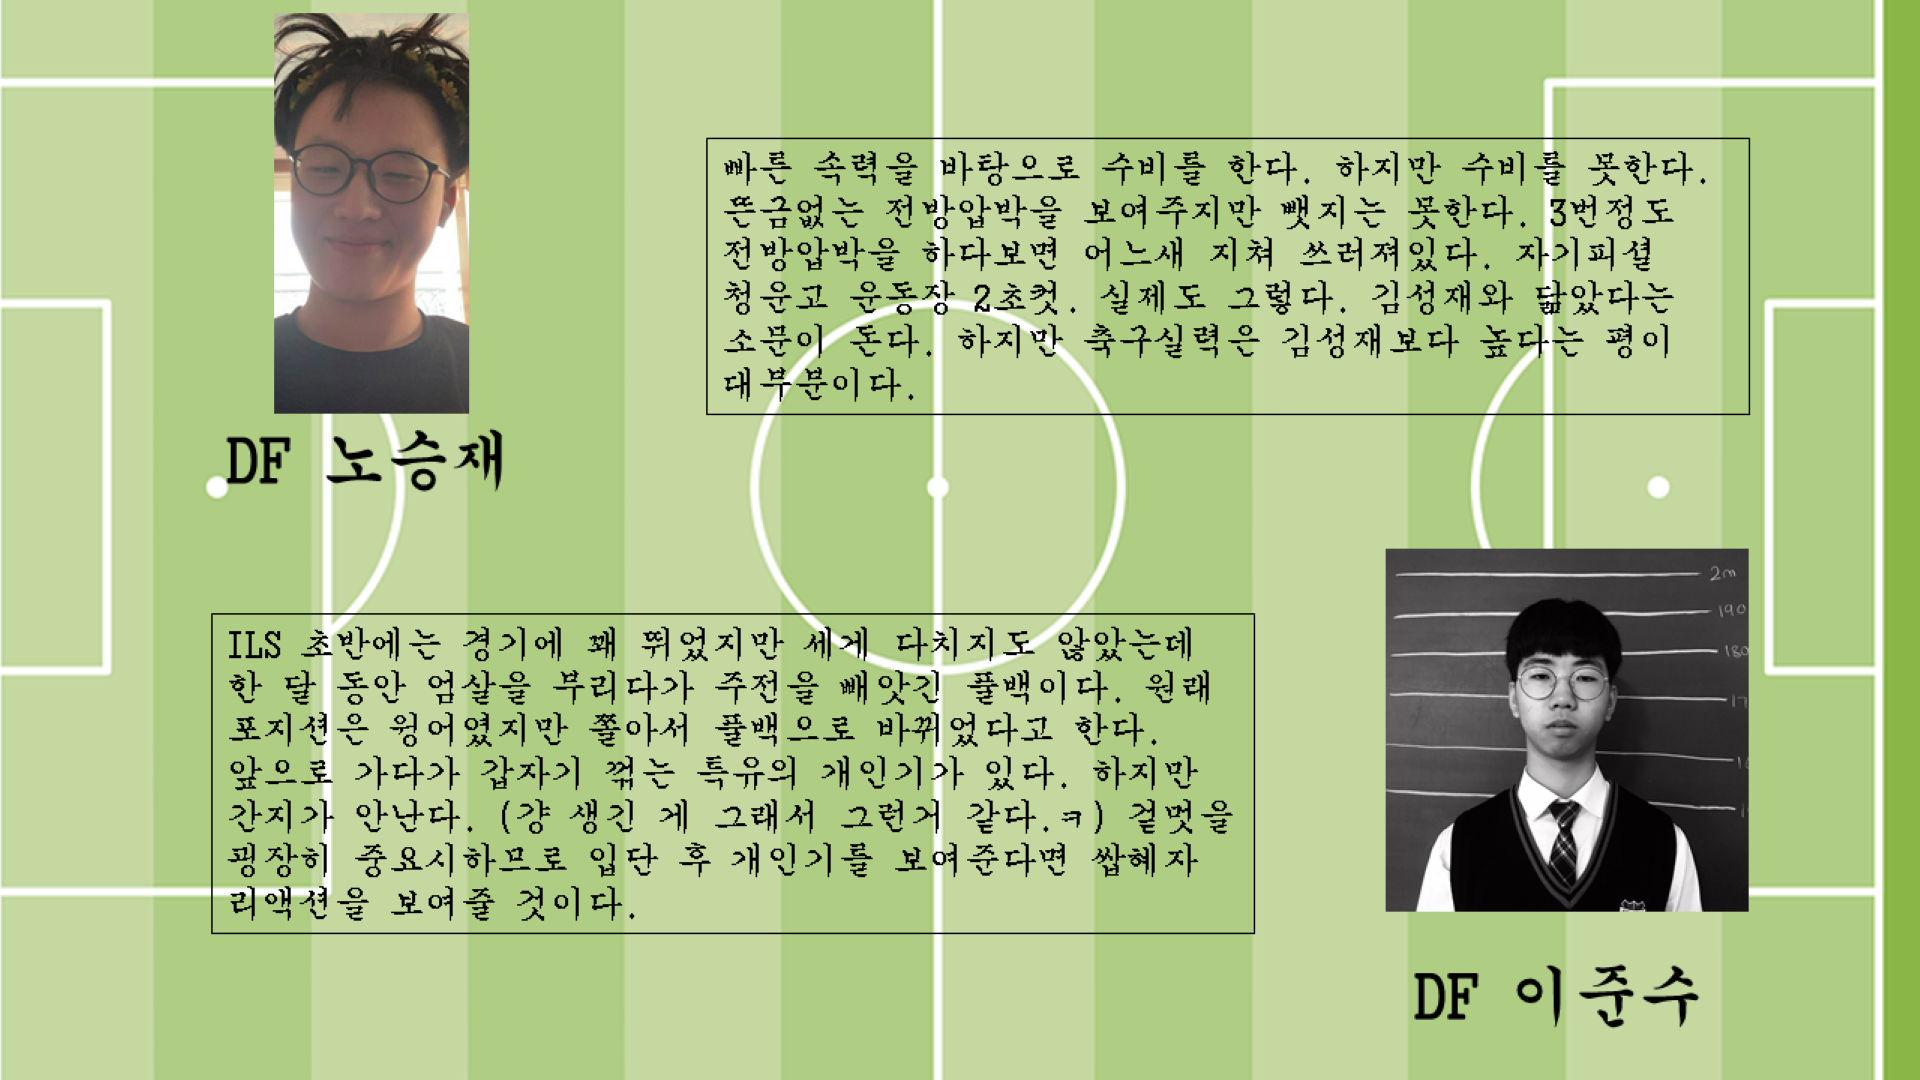 빠른 속력을 바탕으로 수비를 한다. 하지만 수비를 못한다.
뜬금없는 전방압박을 보여주지만 뺏지는 못한다. 3번정도
전방압박을 하다보면 어느새 지쳐 쓰러져있다. 자기피셜
청운고 운동장 2초컷. 실제도 그렇다. 김성재와 닮았다는
소문이 돈다. 하지만 축구실력은 김성재보다 높다는 평이
대부분이다.
DF 노승재
ILS 초반에는 경기에 꽤 뛰었지만 세게 다치지도 않았는데
한 달 동안 엄살을 부리다가 주전을 빼앗긴 풀백이다. 원래
포지션은 윙어였지만 쫄아서 풀백으로 바뀌었다고 한다.
앞으로 가다가 갑자기 꺾는 특유의 개인기가 있다. 하지만
간지가 안난다. (걍 생긴 게 그래서 그런거 같다.ㅋ) 겉멋을
굉장히 중요시하므로 입단 후 개인기를 보여준다면 쌉혜자
리액션을 보여줄 것이다.
2m
190
180
17
DF 이준수